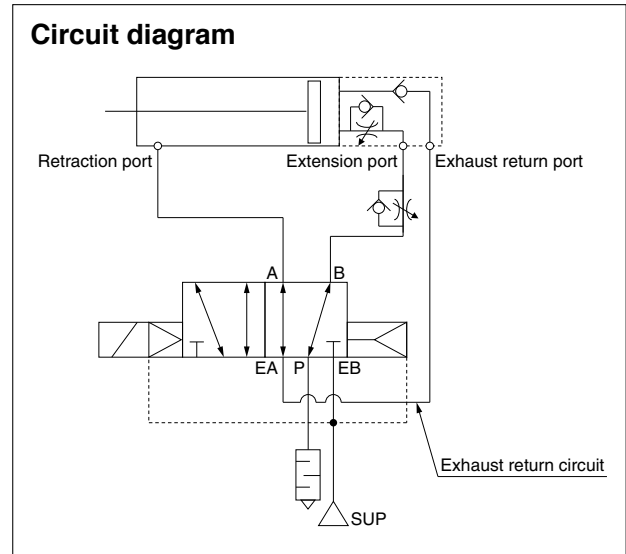 Circuit diagram
Retraction port
Extension port
Exhaust return port
A
B
EA
P
EB
Exhaust return circuit
SUP